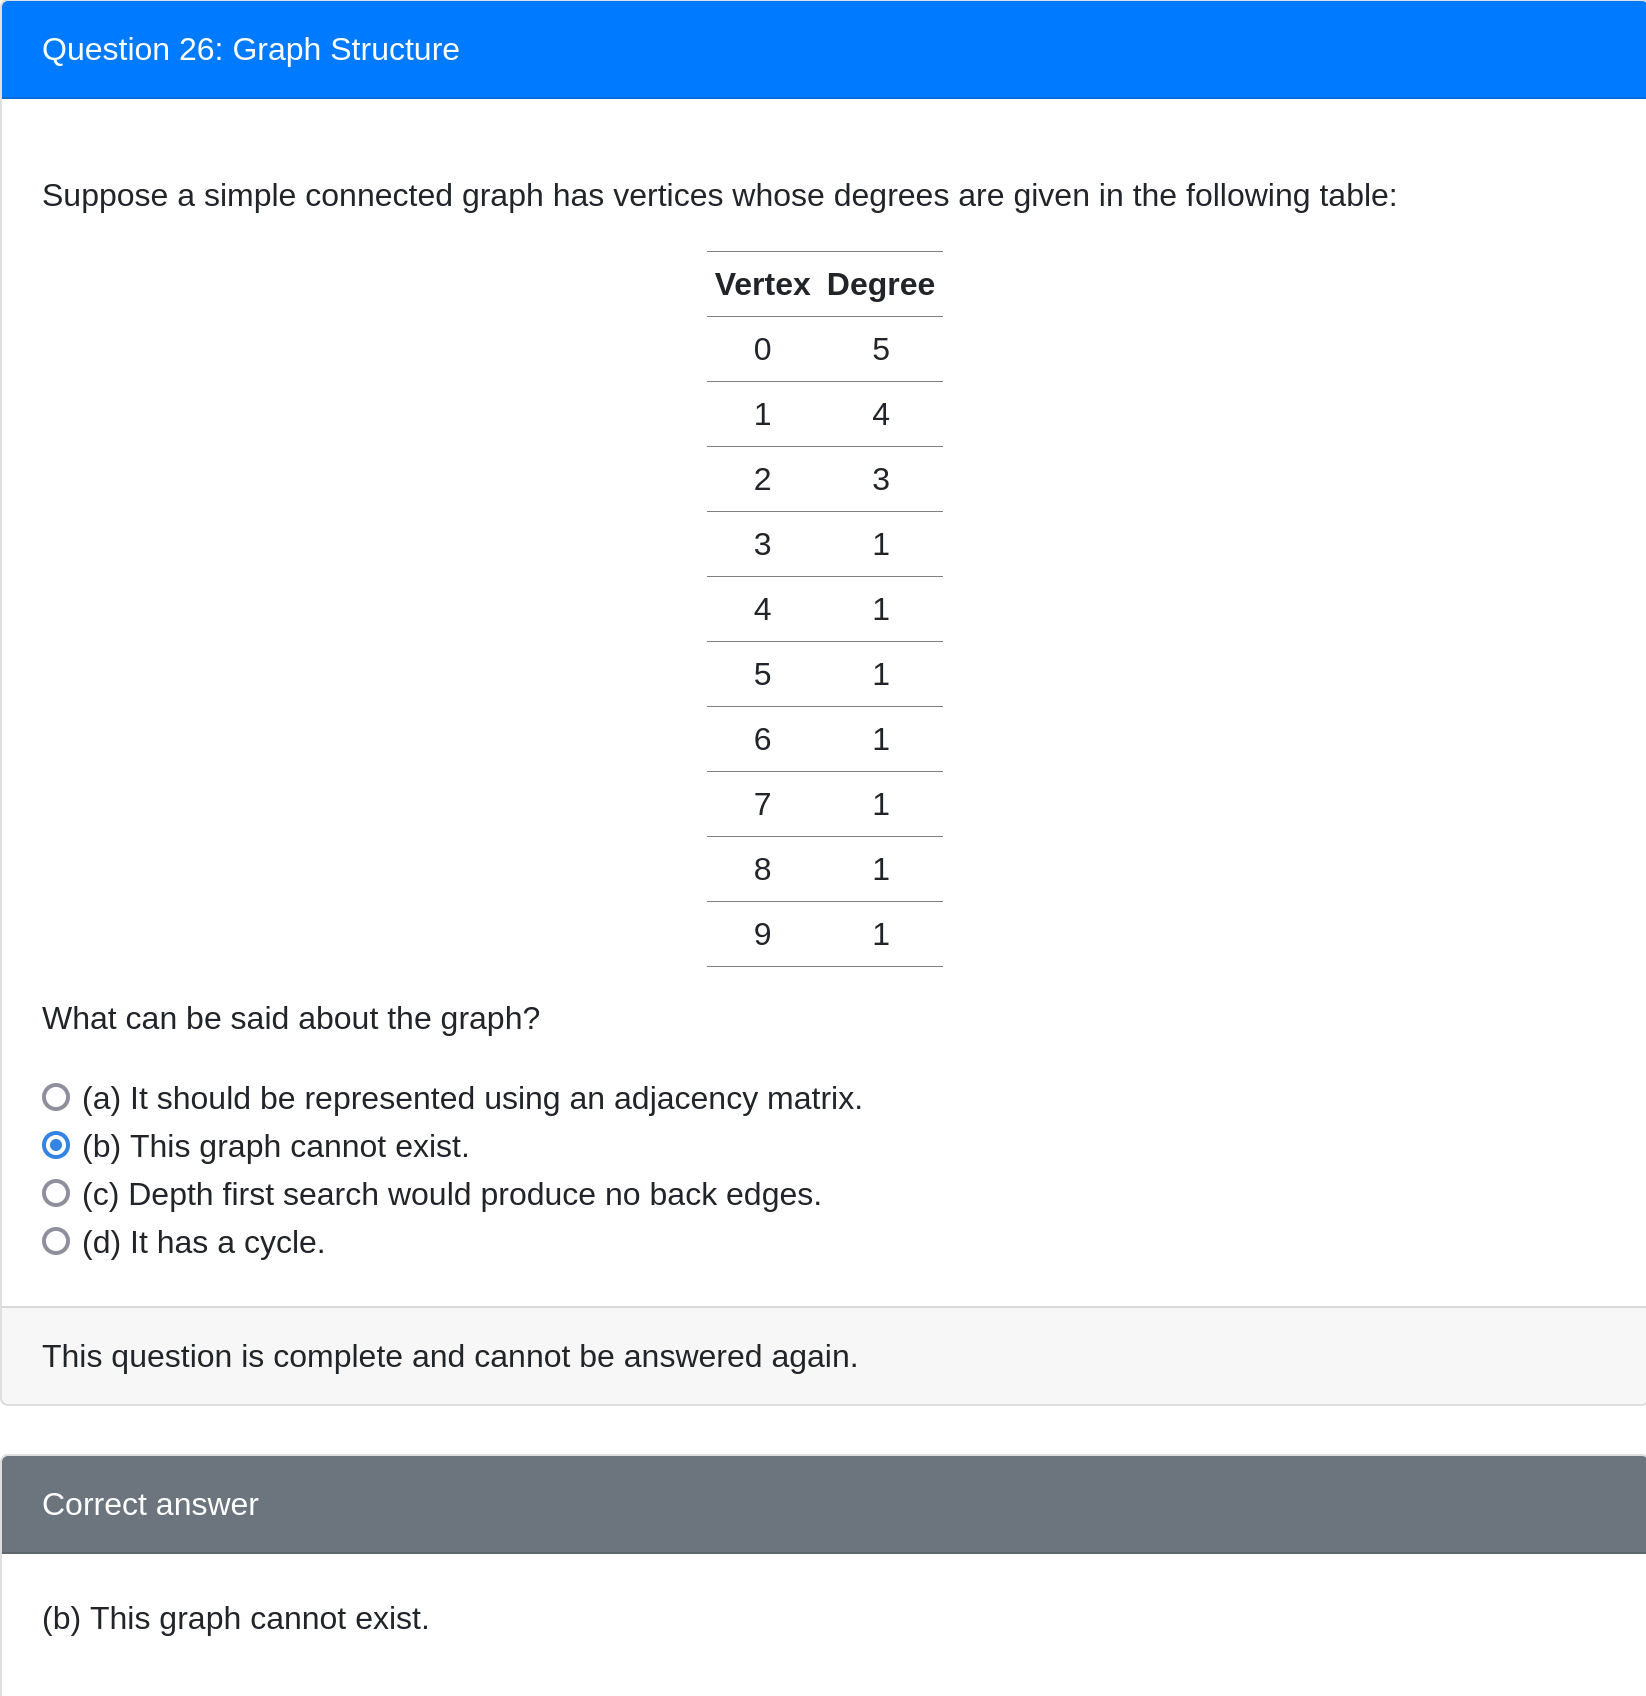 Question 26: Graph Structure
Suppose a simple connected graph has vertices whose degrees are given in the following table:
Vertex Degree
0 5
1 4
2 3
3 1
4 1
5 1
6 1
7 1
8 1
9 1
What can be said about the graph?
(a) It should be represented using an adjacency matrix.
(b) This graph cannot exist.
(c) Depth first search would produce no back edges.
(d) It has a cycle.
This question is complete and cannot be answered again.
Correct answer
(b) This graph cannot exist.